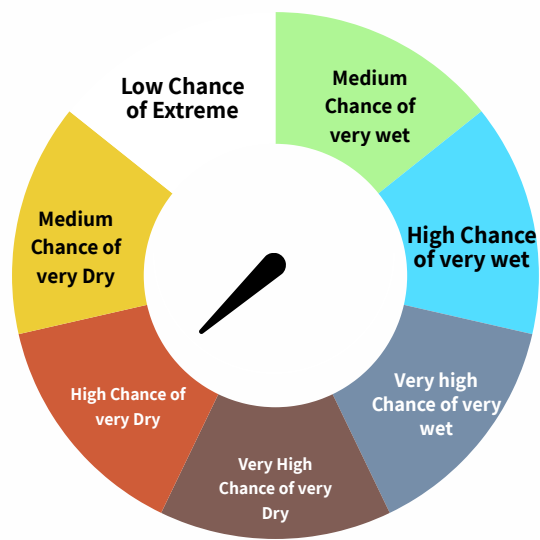 Low Chance
of Extreme
Medium
Chance of
very wet
High Chance
of very wet
Very high
Chance of very
wet
Very High
Chance of very
Dry
High Chance of
very Dry
Medium
Chance of
very Dry